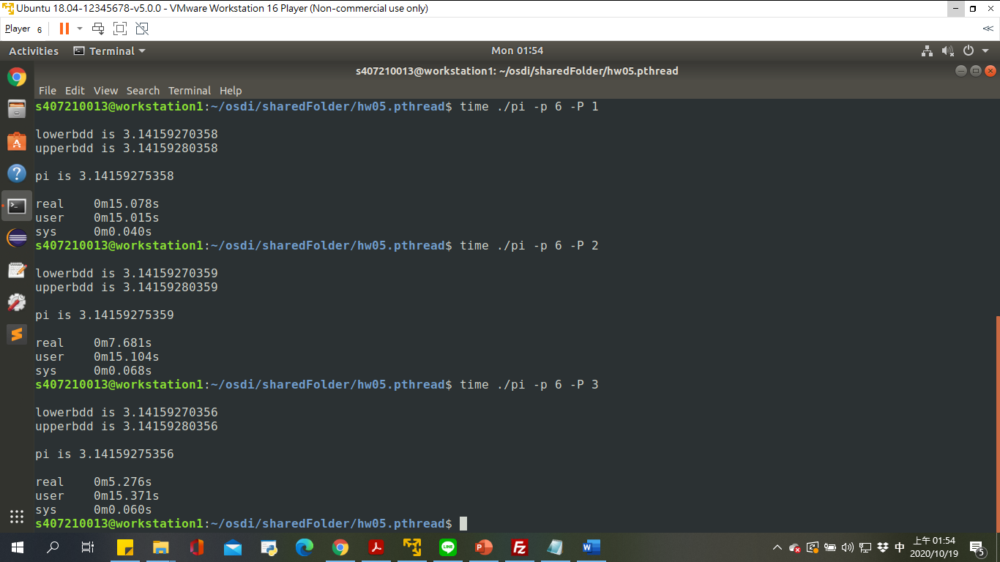 Ubuntu 18.04-12345678-v5.0.0 - VMware Workstation 16 Player (Non-commercial use only)
Player 6
Activities Terminal Mon 01:54
s407210013@workstation1: ~/osdi/sharedFolder/hw05.pthread
File Edit View Search Terminal Help
s407210013@workstation1:~/osdi/sharedFolder/hw05.pthread$ time ./pi -p 6 -P 1
lowerbdd is 3.14159270358
upperbdd is 3.14159280358
pi is 3.14159275358
real 0m15.078s
user 0m15.015s
sys 0m0.040s
s407210013@workstation1:~/osdi/sharedFolder/hw05.pthread$ time ./pi -p 6 -P 2
lowerbdd is 3.14159270359
upperbdd is 3.14159280359
pi is 3.14159275359
real 0m7.681s
user 0m15.104s
sys 0m0.068s
s407210013@workstation1:~/osdi/sharedFolder/hw05.pthread$ time ./pi -p 6 -P 3
lowerbdd is 3.14159270356
upperbdd is 3.14159280356
pi is 3.14159275356
real 0m5.276s
user 0m15.371s
sys 0m0.060s
s407210013@workstation1:~/osdi/sharedFolder/hw05.pthread$
中 上午 01:54
2020/10/19 5